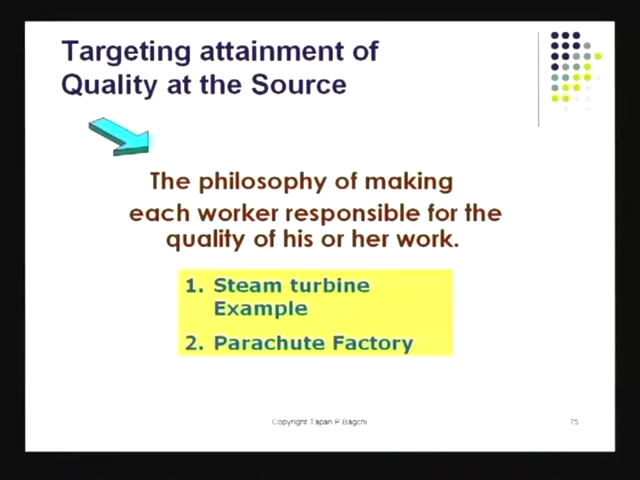 Targeting attainment of
Quality at the Source
The philosophy of making
each worker responsible for the
quality of his or her work.
1. Steam turbine
Example
2. Parachute Factory
Copyright Tapan P Bagchi
75